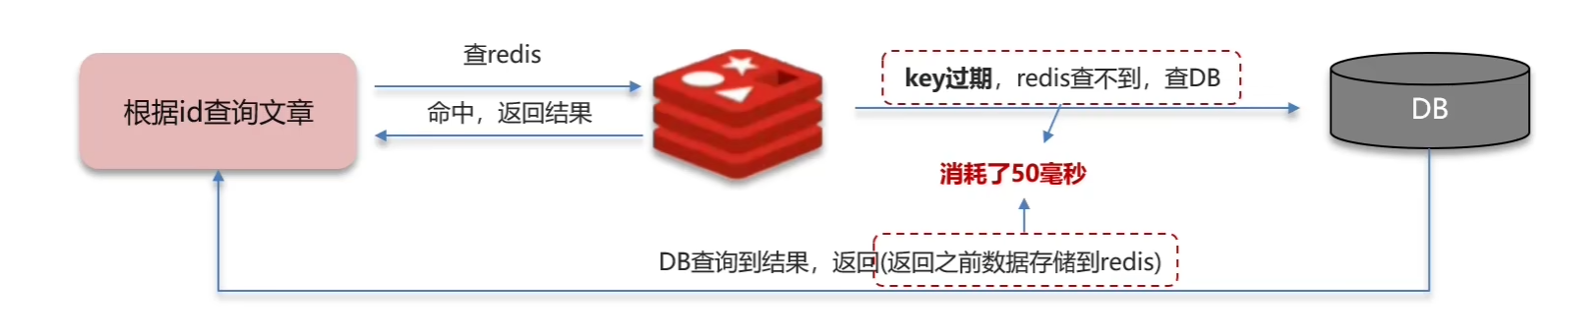 查redis
根据id查询文章
命中，返回结果
key过期，redis查不到，查DB
DB
消耗了50毫秒
DB查询到结果，返回(返回之前数据存储到redis)